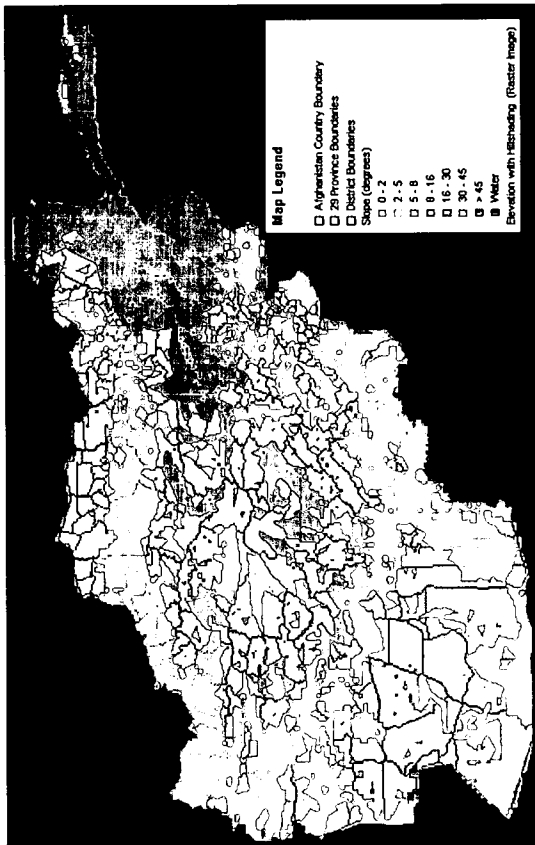 Map Legend
Afghanistan Country Boundary
29 Province Boundaries
District Boundaries
Slope (degrees)
0 - 2
2 - 5
5 - 8
8 - 16
16 - 30
30 - 45
> 45
Water
Elevation with Hillshading (Raster Image)